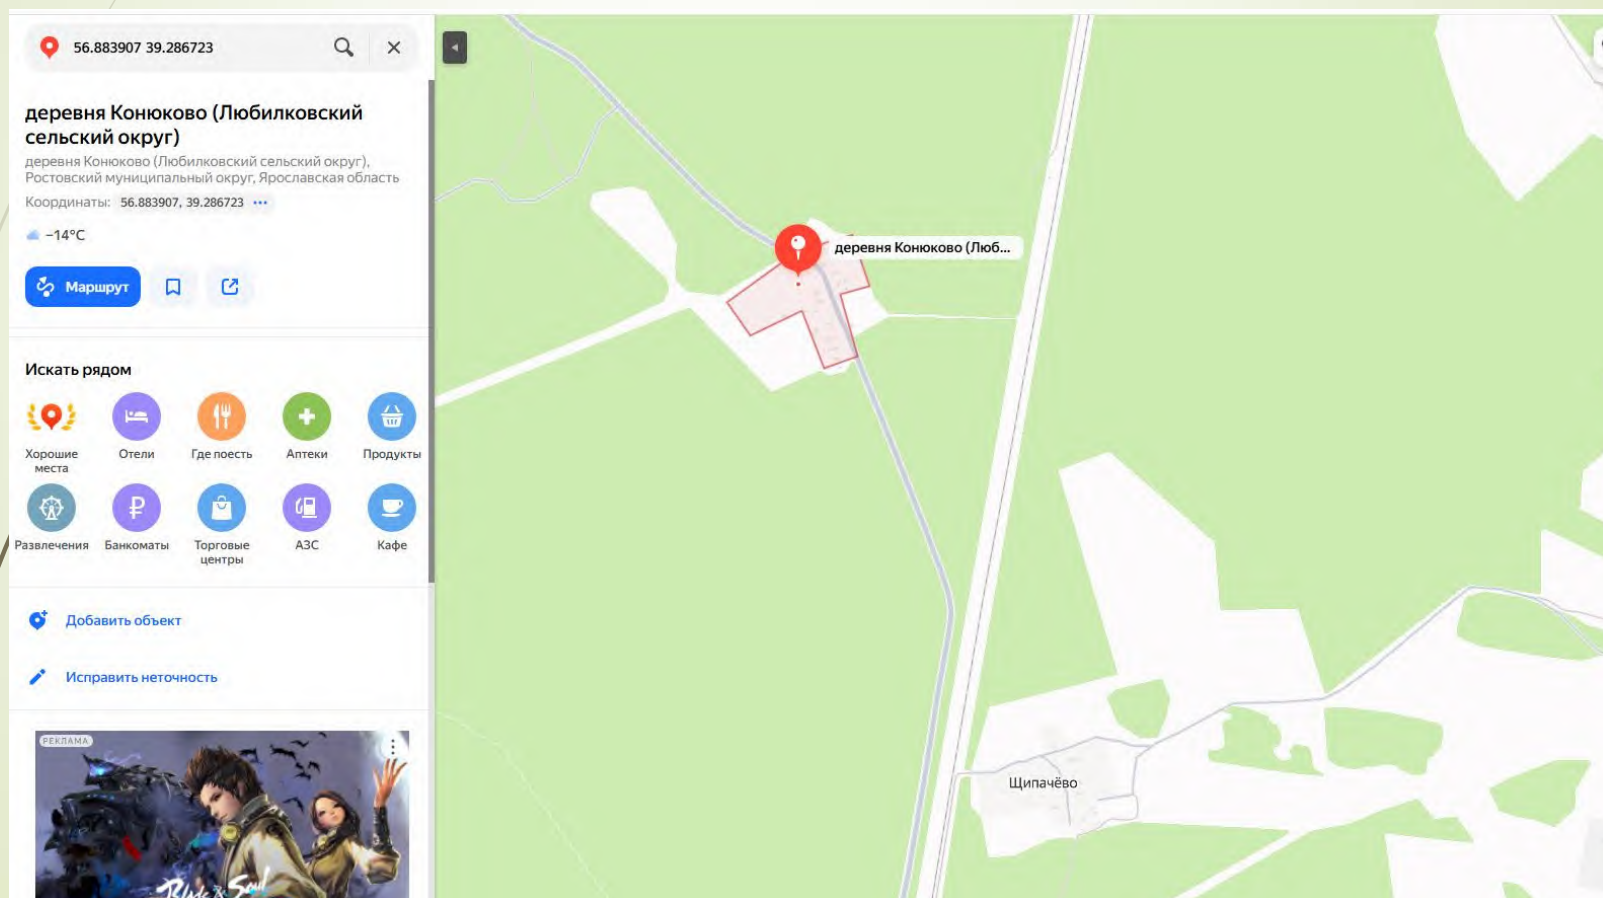 56.883907 39.286723
деревня Конюково (Любилковский
сельский округ)
деревня Конюково (Любилковский сельский округ),
Ростовский муниципальный округ, Ярославская область
Координаты: 56.883907, 39.286723 •••
−14°C
Маршрут
Искать рядом
Хорошие
места
Отели
Где поесть
Аптеки
Продукты
Развлечения
Банкоматы
Торговые
центры
АЗС
Кафе
Добавить объект
Исправить неточность
РЕКЛАМА
Blade & Soul
деревня Конюково (Люб...
Щипачёво